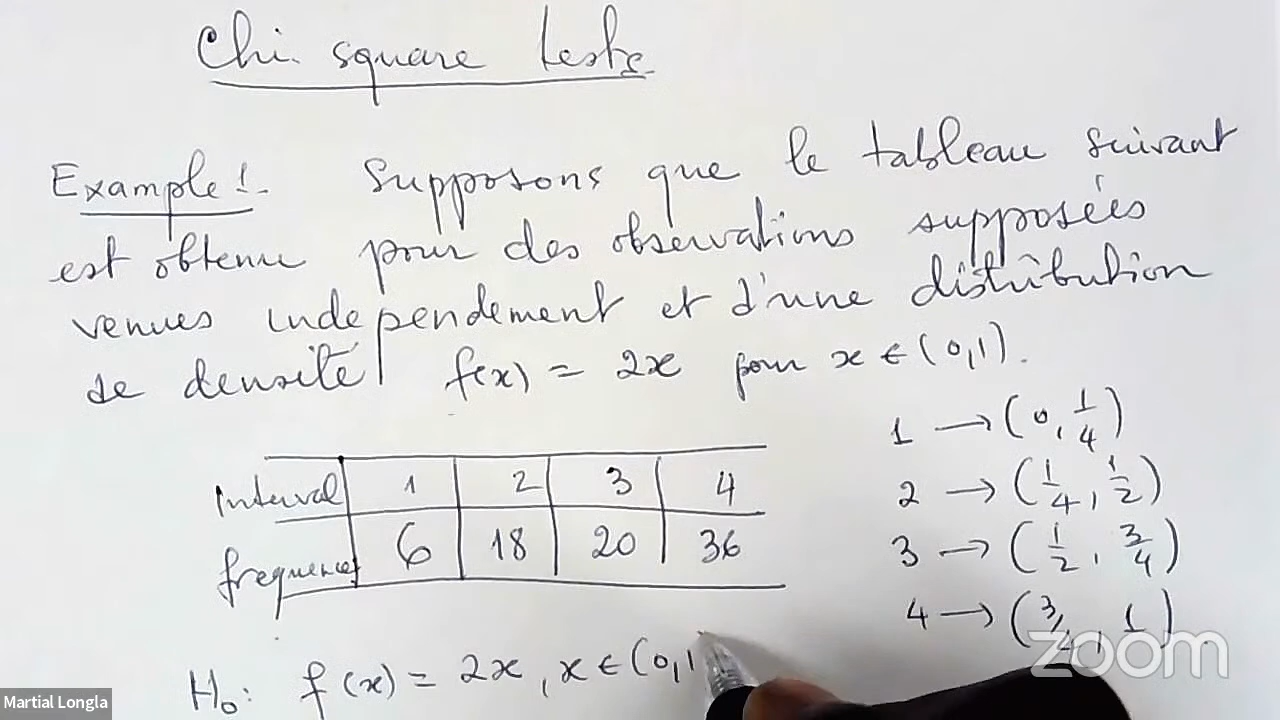 Chi-square tests
Example 1. Supposons que le tableau suivant
est obtenu pour des observations supposées
venues independement et d'une distribution
de densité f(x) = 2x pour x ∈ (0,1).
1 → (0, 1/4)
2 → (1/4, 1/2)
3 → (1/2, 3/4)
4 → (3/4, 1)
Interval 1 2 3 4
frequences 6 18 20 36
H₀: f(x) = 2x, x ∈ (0,1
zoom
Martial Longla